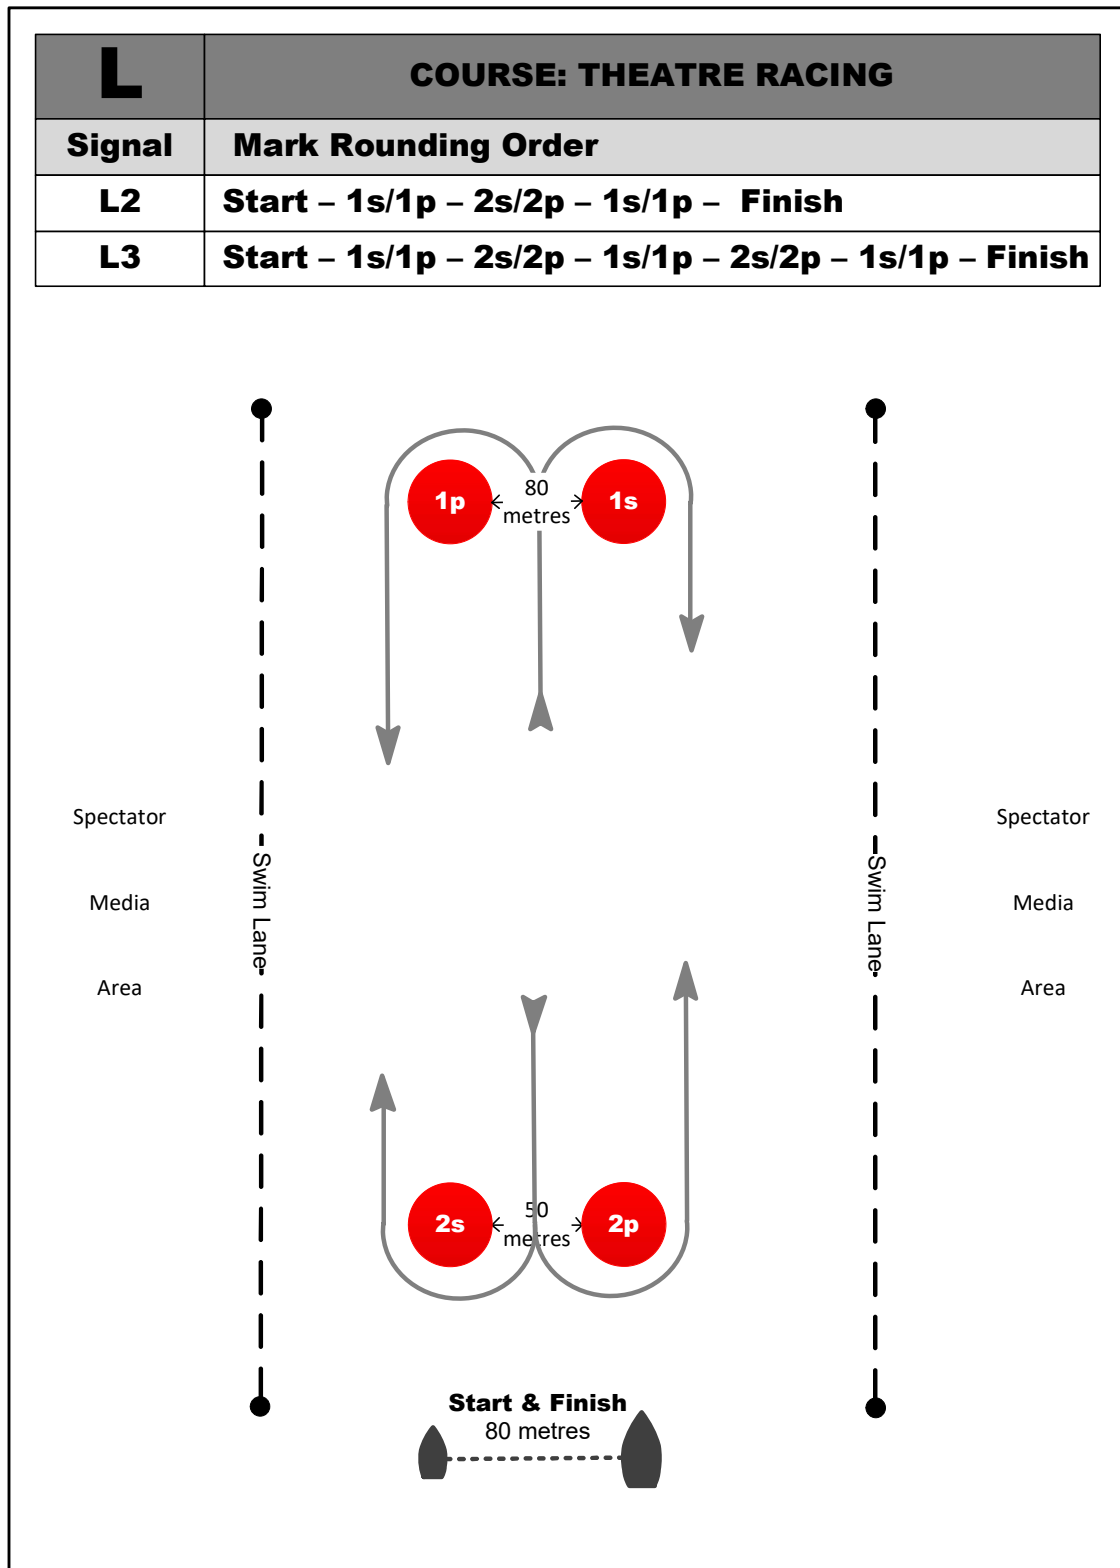 L
COURSE: THEATRE RACING
Signal
Mark Rounding Order
L2
Start – 1s/1p – 2s/2p – 1s/1p – Finish
L3
Start – 1s/1p – 2s/2p – 1s/1p – 2s/2p – 1s/1p – Finish
1p
80
metres
1s
Spectator
Media
Area
Swim Lane
Swim Lane
Spectator
Media
Area
2s
50
metres
2p
Start & Finish
80 metres